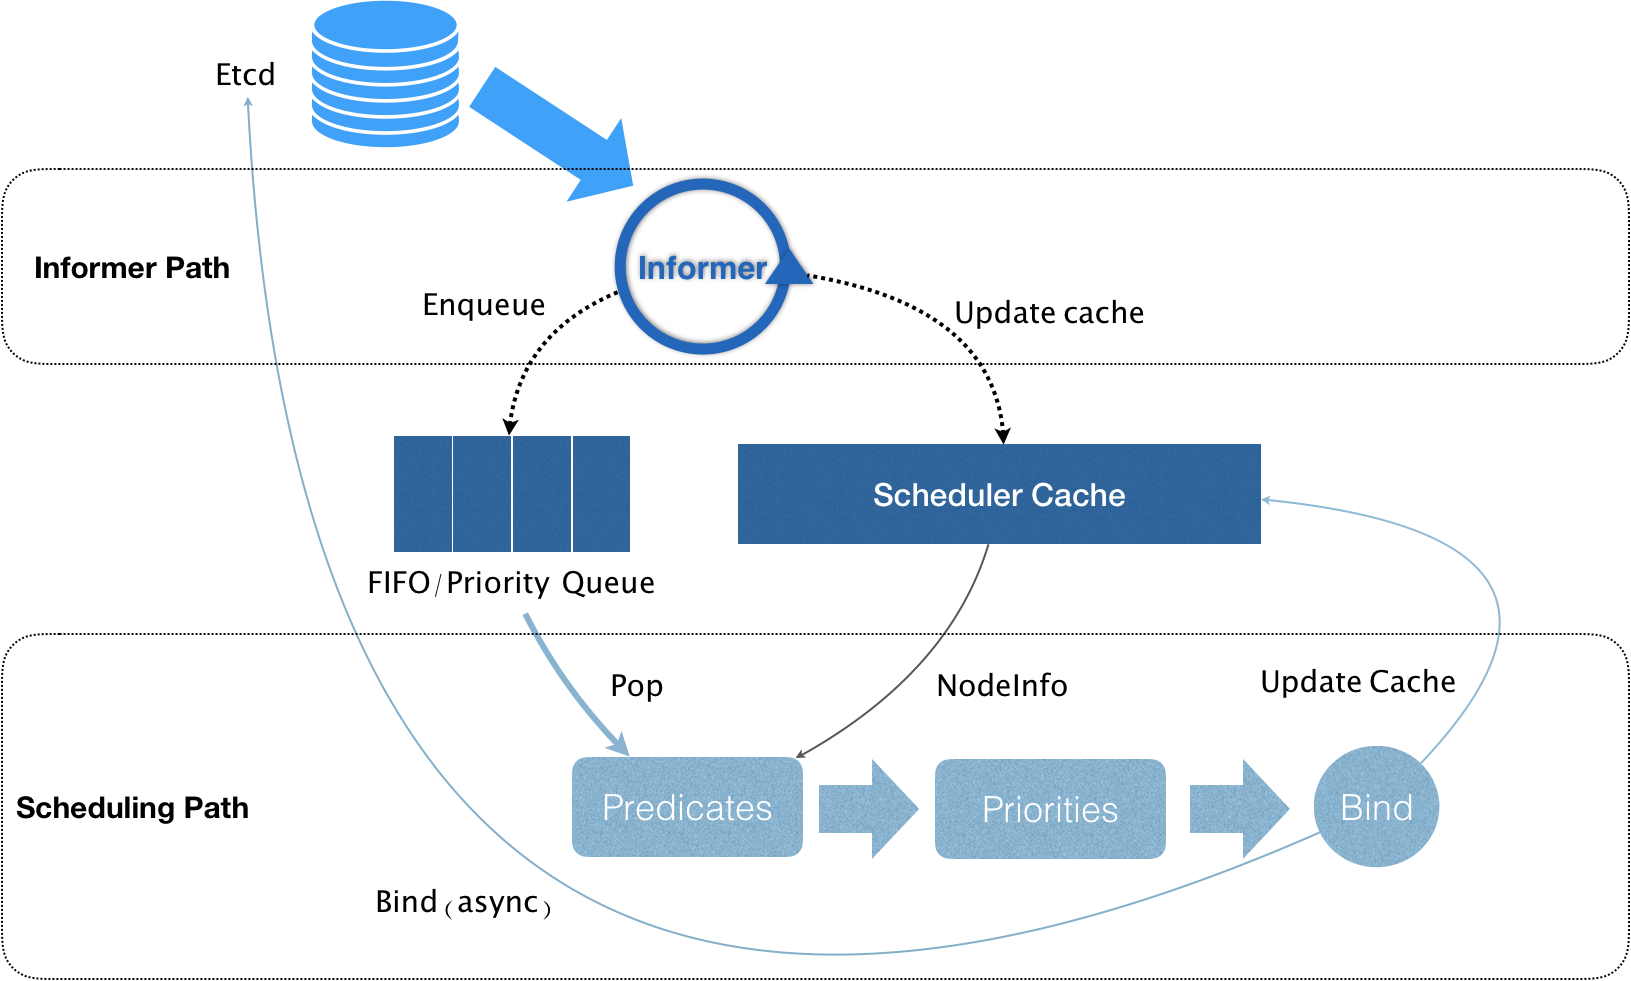 Etcd
Informer Path
Informer
Enqueue
Update cache
Scheduler Cache
FIFO/Priority Queue
Pop
NodeInfo
Update Cache
Scheduling Path
Predicates
Priorities
Bind
Bind(async)